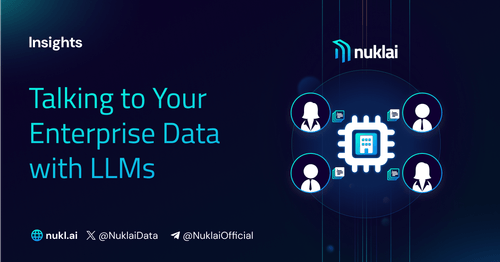 Insights
nuklai
Talking to Your
Enterprise Data
with LLMs
nukl.ai @NuklaiData @NuklaiOfficial